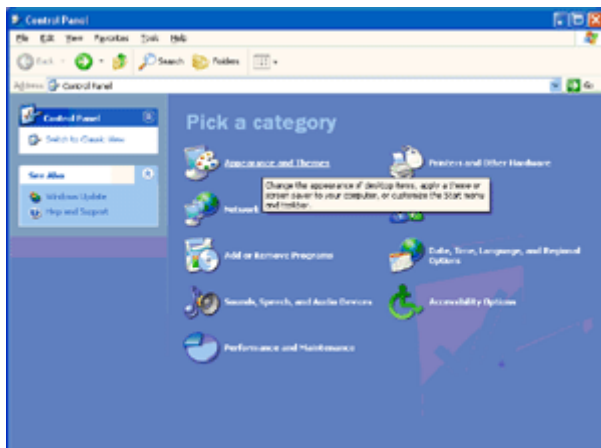 Control Panel
File Edit View Favorites Tools Help
Back Search Folders
Address Control Panel Go
Control Panel
Switch to Classic View
See Also
Windows Update
Help and Support
Pick a category
Appearance and Themes
Printers and Other Hardware
Change the appearance of desktop items, apply a theme or
screen saver to your computer, or customize the Start menu
and taskbar.
Network
Add or Remove Programs
Date, Time, Language, and Regional
Options
Sounds, Speech, and Audio Devices
Accessibility Options
Performance and Maintenance